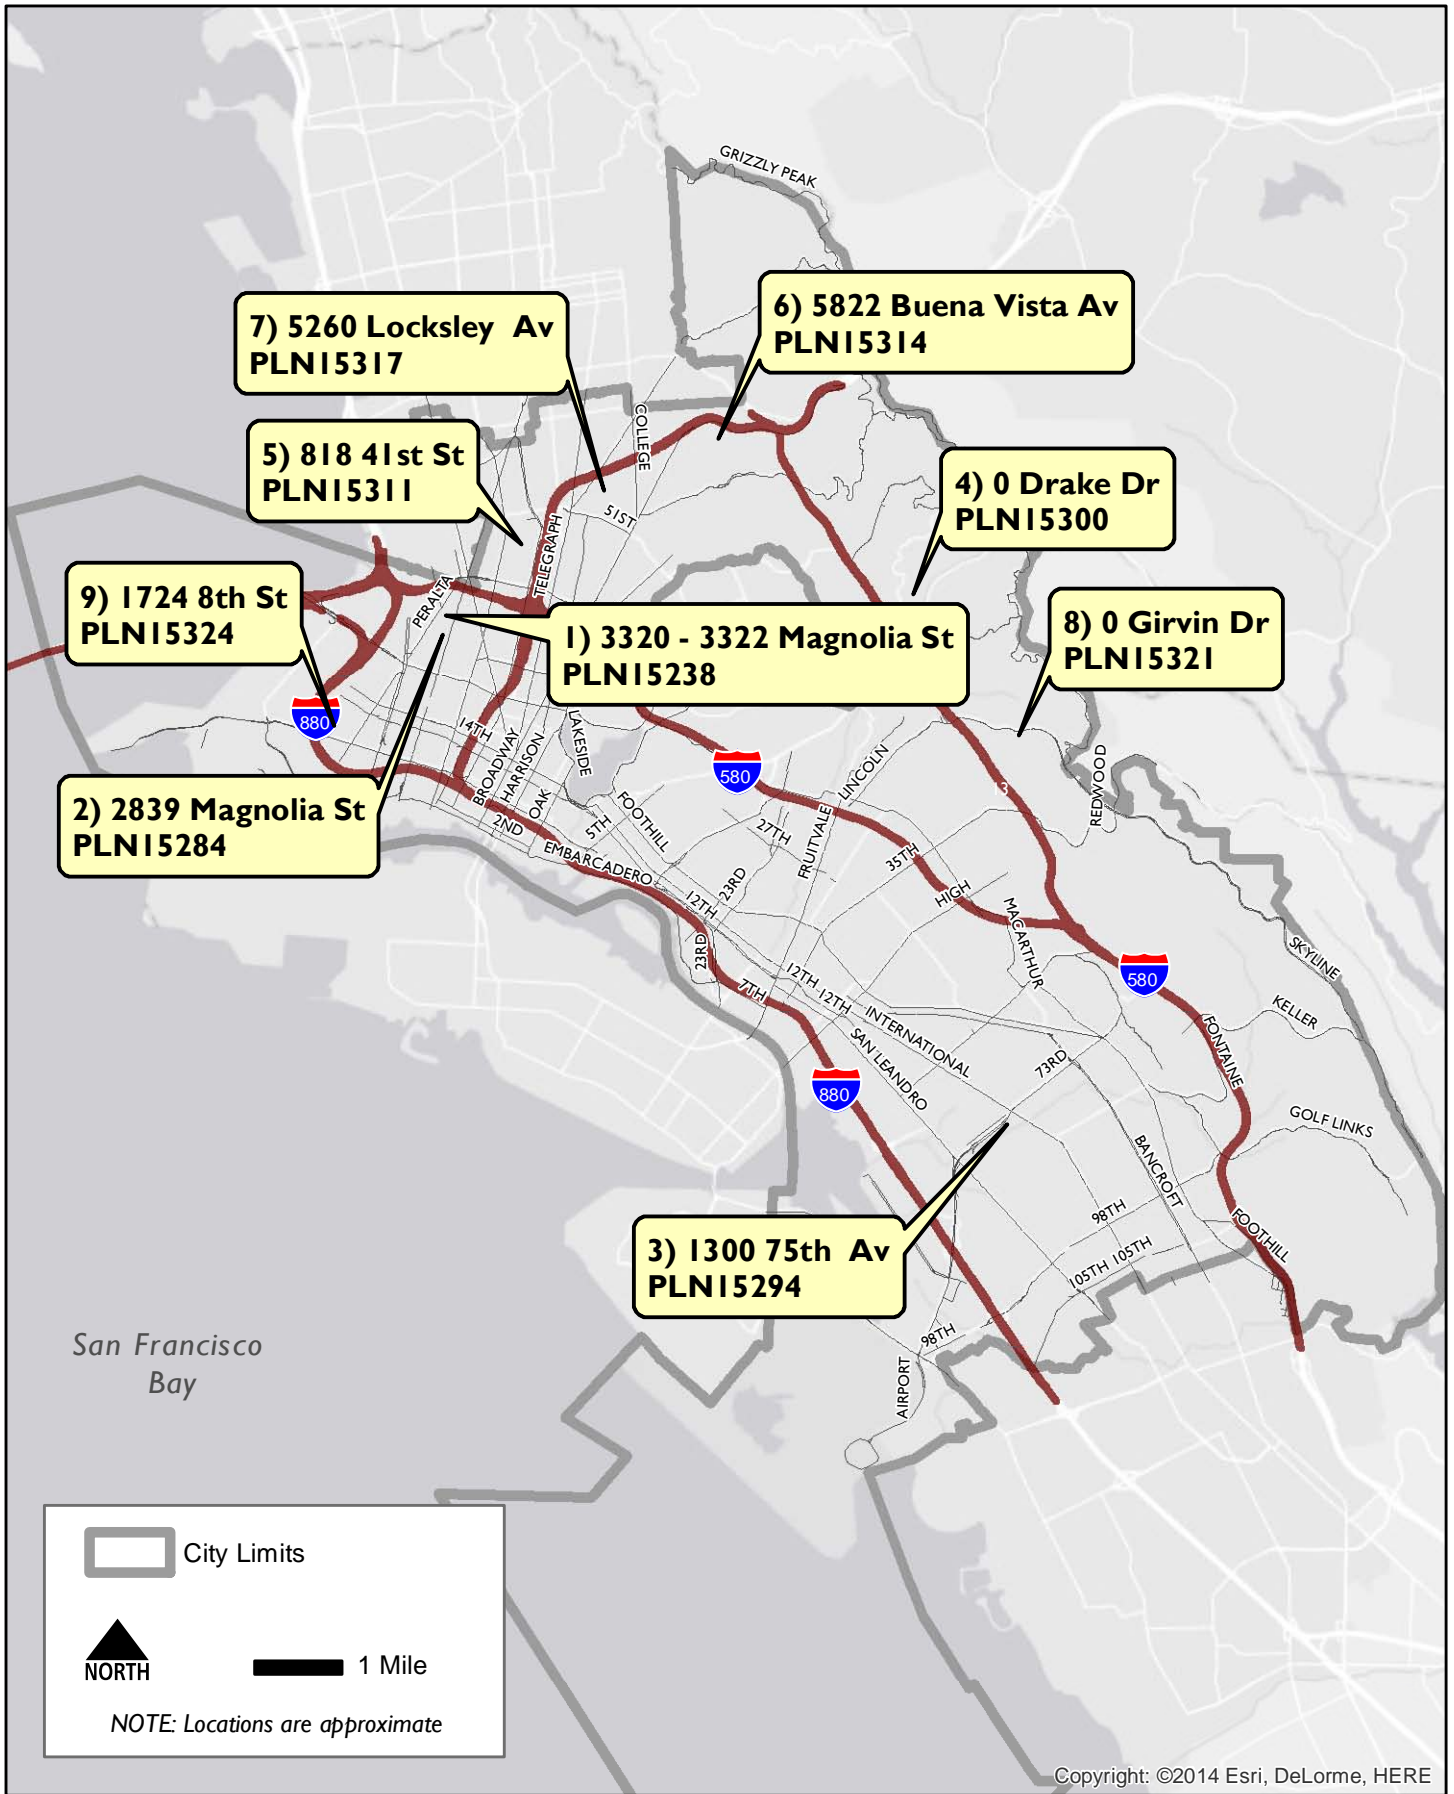 GRIZZLY PEAK
7) 5260 Locksley Av
PLN15317
6) 5822 Buena Vista Av
PLN15314
COLLEGE
5) 818 41st St
PLN15311
4) 0 Drake Dr
PLN15300
51ST
TELEGRAPH
9) 1724 8th St
PLN15324
PERALTA
1) 3320 - 3322 Magnolia St
PLN15238
8) 0 Girvin Dr
PLN15321
880
14TH
BROADWAY
HARRISON
LAKESIDE
OAK
580
LINCOLN
13
REDWOOD
2) 2839 Magnolia St
PLN15284
2ND
5TH
FOOTHILL
27TH
FRUITVALE
35TH
EMBARCADERO
23RD
12TH
HIGH
MACARTHUR
23RD
7TH
12TH
12TH
INTERNATIONAL
SAN LEANDRO
580
SKYLINE
KELLER
FONTAINE
73RD
880
GOLF LINKS
BANCROFT
98TH
FOOTHILL
105TH
105TH
3) 1300 75th Av
PLN15294
98TH
AIRPORT
San Francisco
Bay
City Limits
NORTH
1 Mile
NOTE: Locations are approximate
Copyright: ©2014 Esri, DeLorme, HERE